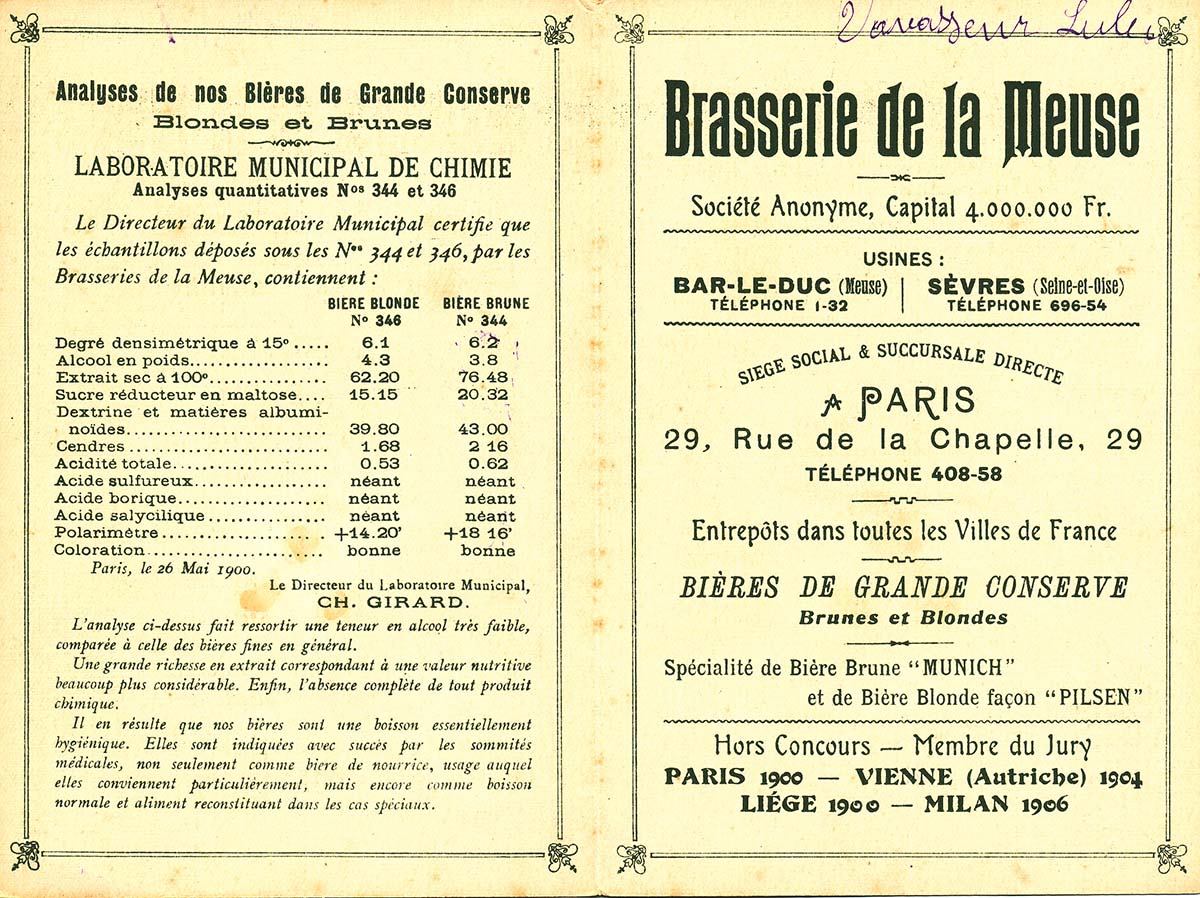 Analyses de nos Bières de Grande Conserve
Blondes et Brunes
LABORATOIRE MUNICIPAL DE CHIMIE
Analyses quantitatives Nos 344 et 346
Le Directeur du Laboratoire Municipal certifie que
les échantillons déposés sous les Nos 344 et 346, par les
Brasseries de la Meuse, contiennent :
BIERE BLONDE BIÈRE BRUNE
No 346 No 344
Degré densimétrique à 15o ..... 6.1 6.2
Alcool en poids.................... 4.3 3.8
Extrait sec à 100o................. 62.20 76.48
Sucre réducteur en maltose.... 15.15 20.32
Dextrine et matières albumi-
noïdes............................. 39.80 43.00
Cendres............................. 1.68 2 16
Acidité totale...................... 0.53 0.62
Acide sulfureux................... néant néant
Acide borique...................... néant néant
Acide salycilique.................. néant néant
Polarimètre........................ +14.20' +18 16'
Coloration.......................... bonne bonne
Paris, le 26 Mai 1900.
Le Directeur du Laboratoire Municipal,
CH. GIRARD.
L'analyse ci-dessus fait ressortir une teneur en alcool très faible,
comparée à celle des bières fines en général.
Une grande richesse en extrait correspondant à une valeur nutritive
beaucoup plus considérable. Enfin, l'absence complète de tout produit
chimique.
Il en résulte que nos bières sont une boisson essentiellement
hygiénique. Elles sont indiquées avec succès par les sommités
médicales, non seulement comme biere de nourrice, usage auquel
elles conviennent particulièrement, mais encore comme boisson
normale et aliment reconstituant dans les cas spéciaux.
Vavasseur
Brasserie de la Meuse
Société Anonyme, Capital 4.000.000 Fr.
USINES :
BAR-LE-DUC (Meuse) | SÈVRES (Seine-et-Oise)
TÉLÉPHONE 1-32 | TÉLÉPHONE 696-54
SIEGE SOCIAL & SUCCURSALE DIRECTE
A PARIS
29, Rue de la Chapelle, 29
TÉLÉPHONE 408-58
Entrepôts dans toutes les Villes de France
BIÈRES DE GRANDE CONSERVE
Brunes et Blondes
Spécialité de Bière Brune "MUNICH"
et de Bière Blonde façon "PILSEN"
Hors Concours — Membre du Jury
PARIS 1900 — VIENNE (Autriche) 1904
LIÉGE 1900 — MILAN 1906